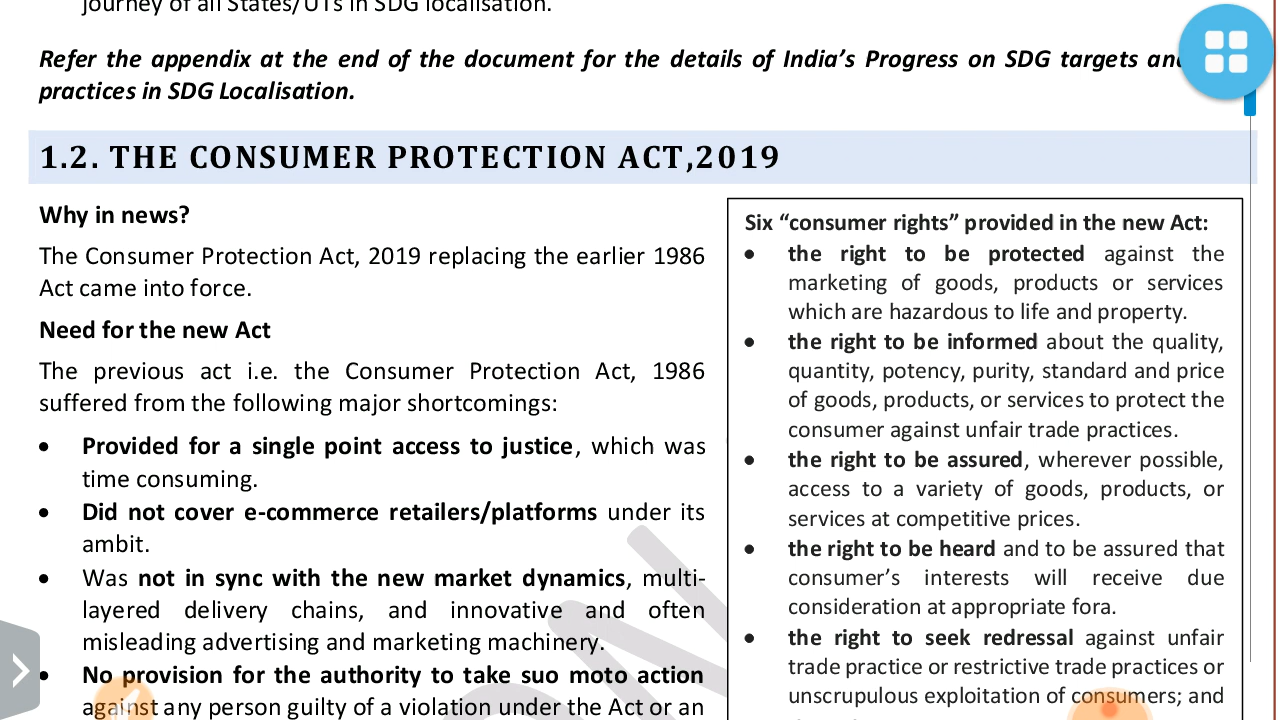 journey of all States/UTs in SDG localisation.
Refer the appendix at the end of the document for the details of India’s Progress on SDG targets and
practices in SDG Localisation.
1.2. THE CONSUMER PROTECTION ACT,2019
Why in news?
The Consumer Protection Act, 2019 replacing the earlier 1986
Act came into force.
Need for the new Act
The previous act i.e. the Consumer Protection Act, 1986
suffered from the following major shortcomings:
• Provided for a single point access to justice, which was
time consuming.
• Did not cover e-commerce retailers/platforms under its
ambit.
• Was not in sync with the new market dynamics, multi-
layered delivery chains, and innovative and often
misleading advertising and marketing machinery.
• No provision for the authority to take suo moto action
against any person guilty of a violation under the Act or an
Six “consumer rights” provided in the new Act:
• the right to be protected against the
marketing of goods, products or services
which are hazardous to life and property.
• the right to be informed about the quality,
quantity, potency, purity, standard and price
of goods, products, or services to protect the
consumer against unfair trade practices.
• the right to be assured, wherever possible,
access to a variety of goods, products, or
services at competitive prices.
• the right to be heard and to be assured that
consumer’s interests will receive due
consideration at appropriate fora.
• the right to seek redressal against unfair
trade practice or restrictive trade practices or
unscrupulous exploitation of consumers; and